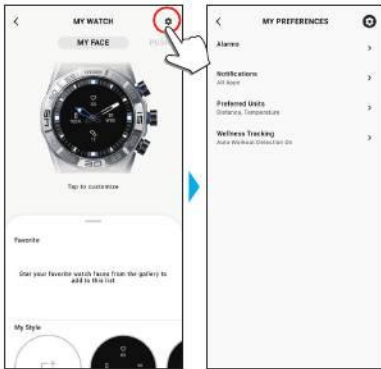 MY WATCH
MY FACE
Tap to customize
Favorite
Star your favorite watch faces from the gallery to
add to this list
My Style
MY PREFERENCES
Alarms
Notifications
All Apps
Preferred Units
Distance, Temperature
Wellness Tracking
Auto Workout Detection On